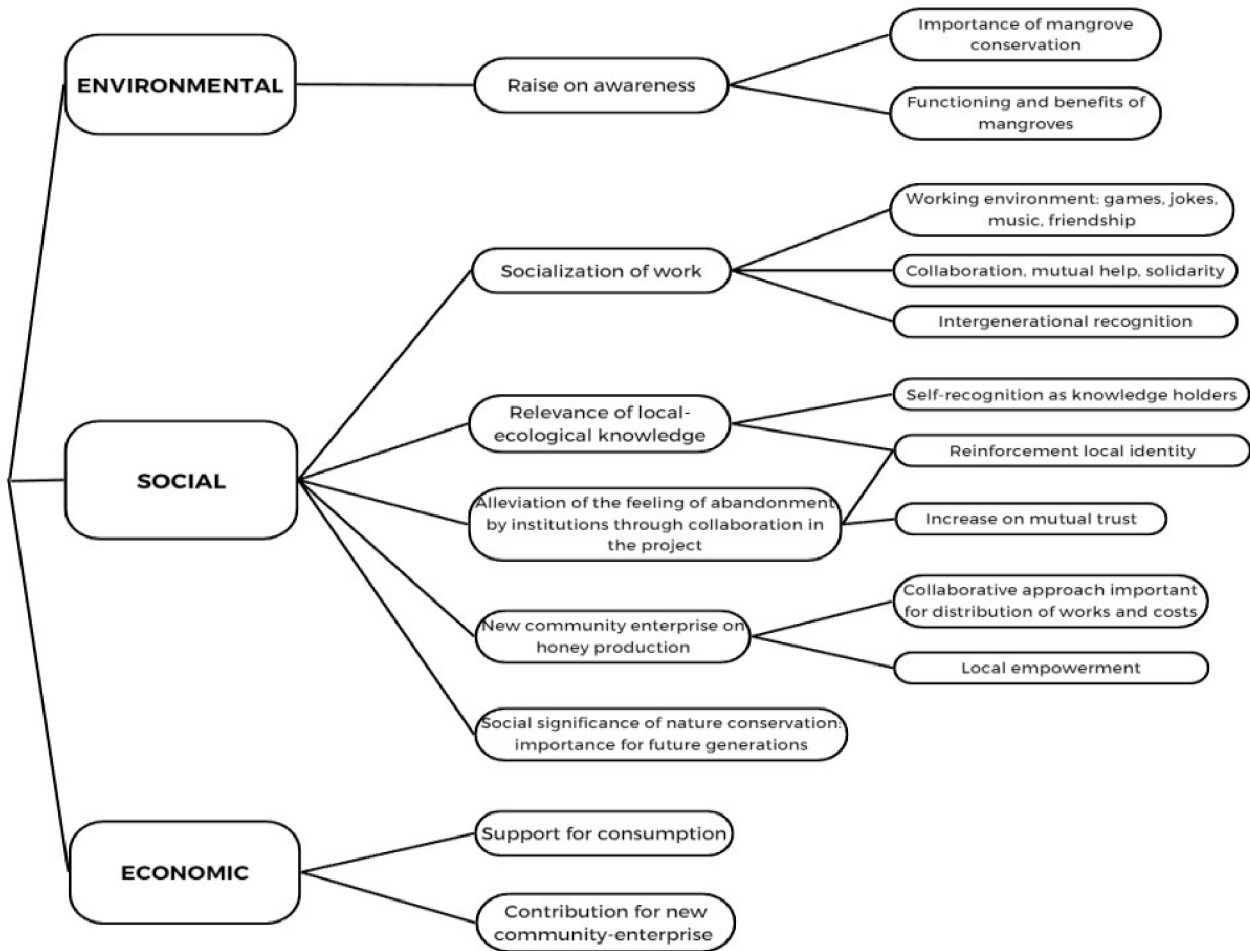 ENVIRONMENTAL
Raise on awareness
Importance of mangrove
conservation
Functioning and benefits of
mangroves
SOCIAL
Socialization of work
Working environment: games, jokes,
music, friendship
Collaboration, mutual help, solidarity
Intergenerational recognition
Relevance of local-
ecological knowledge
Self-recognition as knowledge holders
Reinforcement local identity
Alleviation of the feeling of abandonment
by institutions through collaboration in
the project
Increase on mutual trust
New community enterprise on
honey production
Collaborative approach important
for distribution of works and costs
Local empowerment
Social significance of nature conservation:
importance for future generations
ECONOMIC
Support for consumption
Contribution for new
community-enterprise